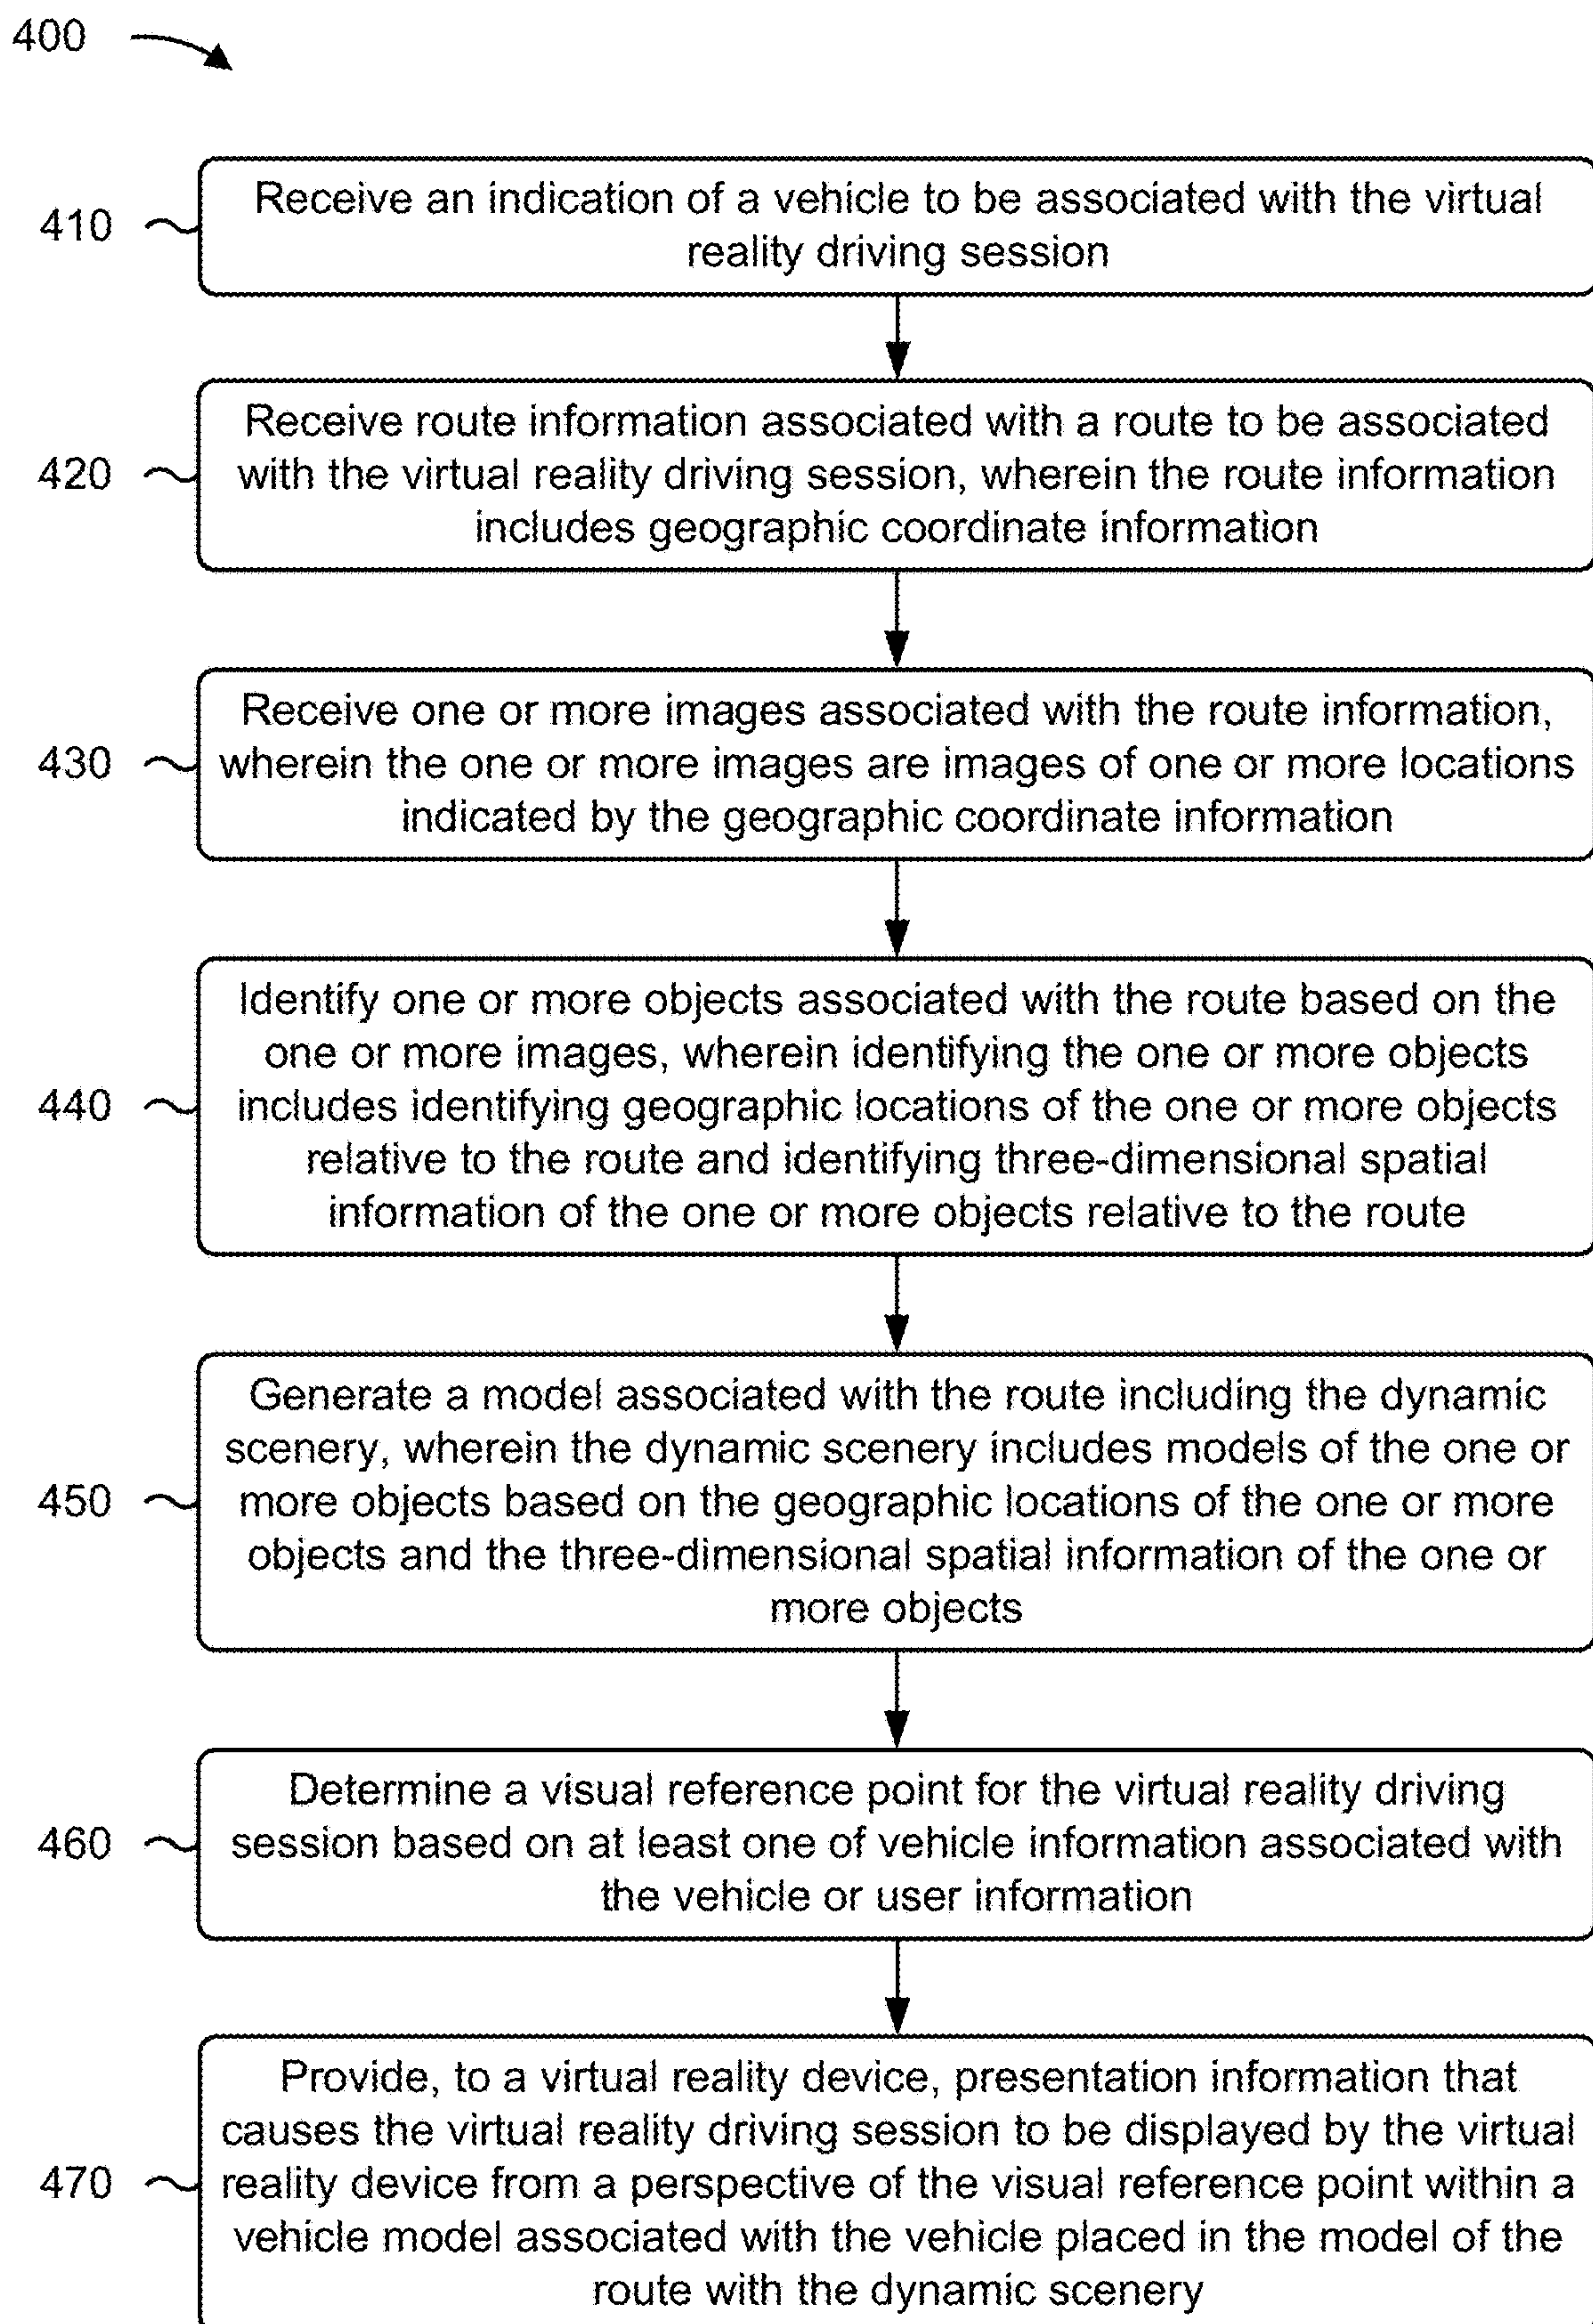 400
410
Receive an indication of a vehicle to be associated with the virtual
reality driving session
420
Receive route information associated with a route to be associated
with the virtual reality driving session, wherein the route information
includes geographic coordinate information
430
Receive one or more images associated with the route information,
wherein the one or more images are images of one or more locations
indicated by the geographic coordinate information
440
Identify one or more objects associated with the route based on the
one or more images, wherein identifying the one or more objects
includes identifying geographic locations of the one or more objects
relative to the route and identifying three-dimensional spatial
information of the one or more objects relative to the route
450
Generate a model associated with the route including the dynamic
scenery, wherein the dynamic scenery includes models of the one or
more objects based on the geographic locations of the one or more
objects and the three-dimensional spatial information of the one or
more objects
460
Determine a visual reference point for the virtual reality driving
session based on at least one of vehicle information associated with
the vehicle or user information
470
Provide, to a virtual reality device, presentation information that
causes the virtual reality driving session to be displayed by the virtual
reality device from a perspective of the visual reference point within a
vehicle model associated with the vehicle placed in the model of the
route with the dynamic scenery